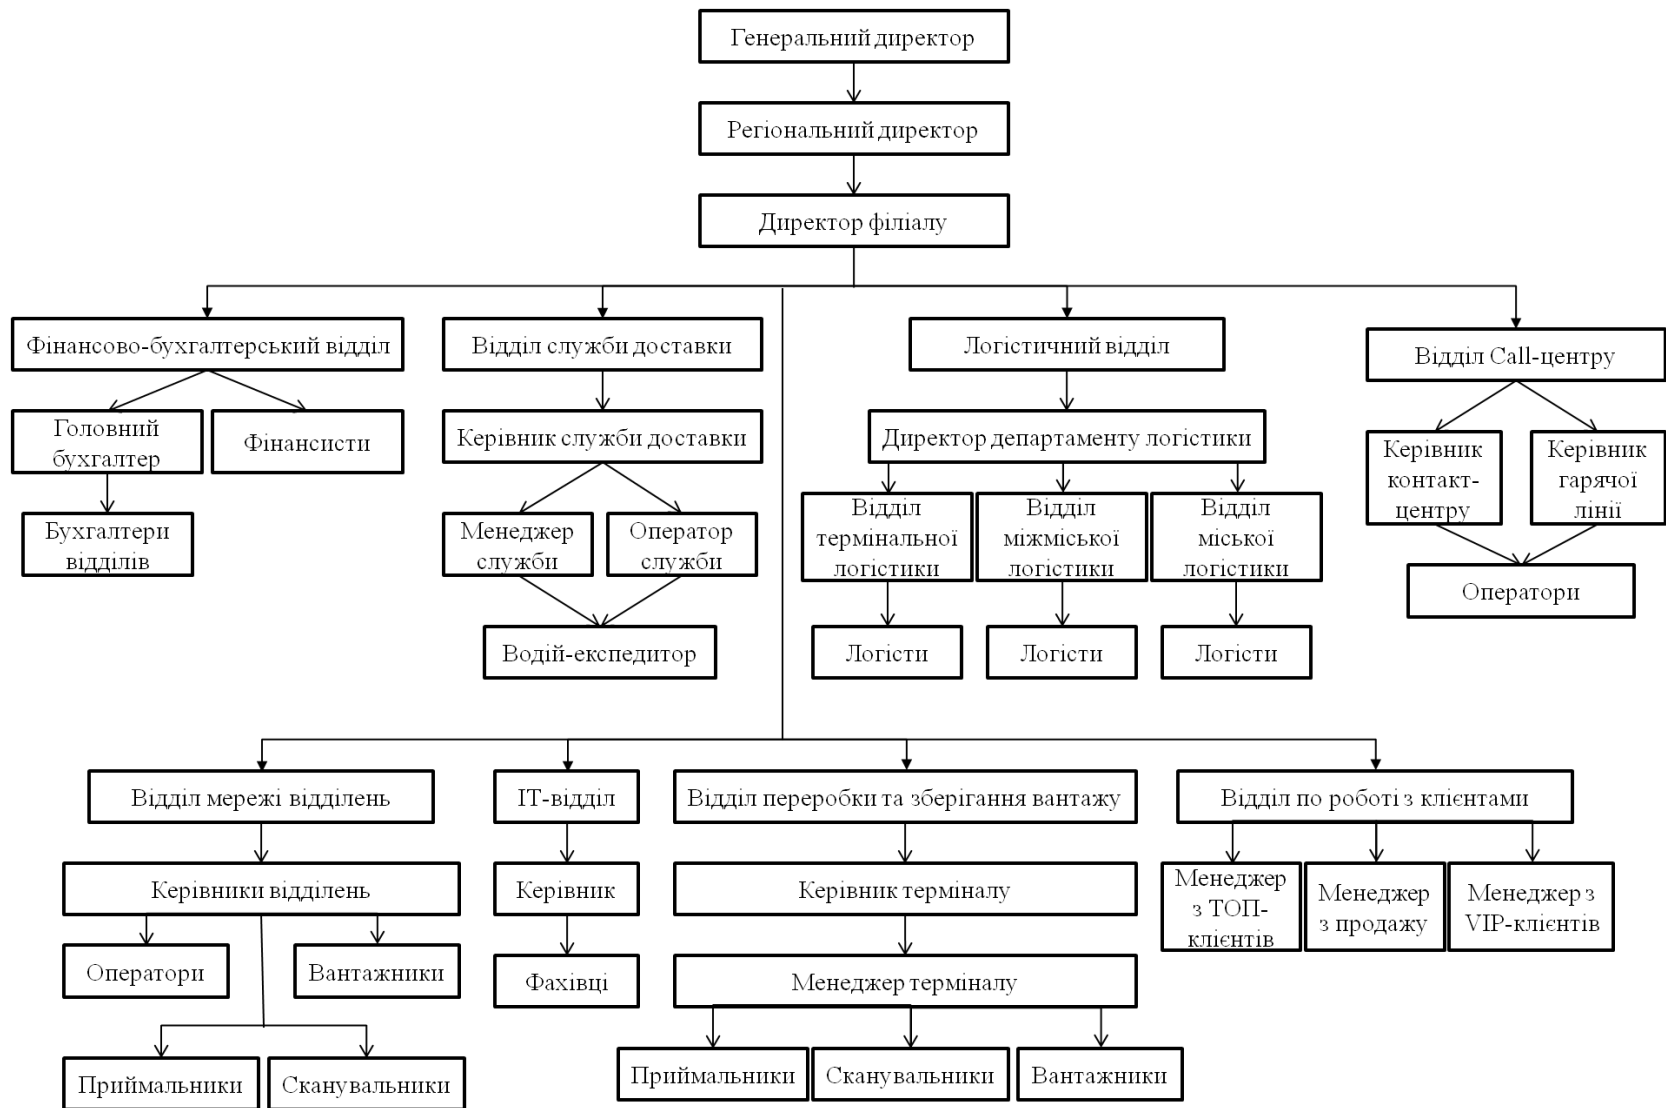 Генеральний директор
Регіональний директор
Директор філіалу
Фінансово-бухгалтерський відділ
Відділ служби доставки
Логістичний відділ
Відділ Call-центру
Головний
бухгалтер
Фінансисти
Керівник служби доставки
Директор департаменту логістики
Керівник
контакт-
центру
Керівник
гарячої
лінії
Бухгалтери
відділів
Менеджер
служби
Оператор
служби
Відділ
термінальної
логістики
Відділ
міжміської
логістики
Відділ
міської
логістики
Оператори
Водій-експедитор
Логісти
Логісти
Логісти
Відділ мережі відділень
ІТ-відділ
Відділ переробки та зберігання вантажу
Відділ по роботі з клієнтами
Керівники відділень
Керівник
Керівник терміналу
Менеджер
з ТОП-
клієнтів
Менеджер
з продажу
Менеджер з
VIP-клієнтів
Оператори
Вантажники
Фахівці
Менеджер терміналу
Приймальники
Сканувальники
Приймальники
Сканувальники
Вантажники